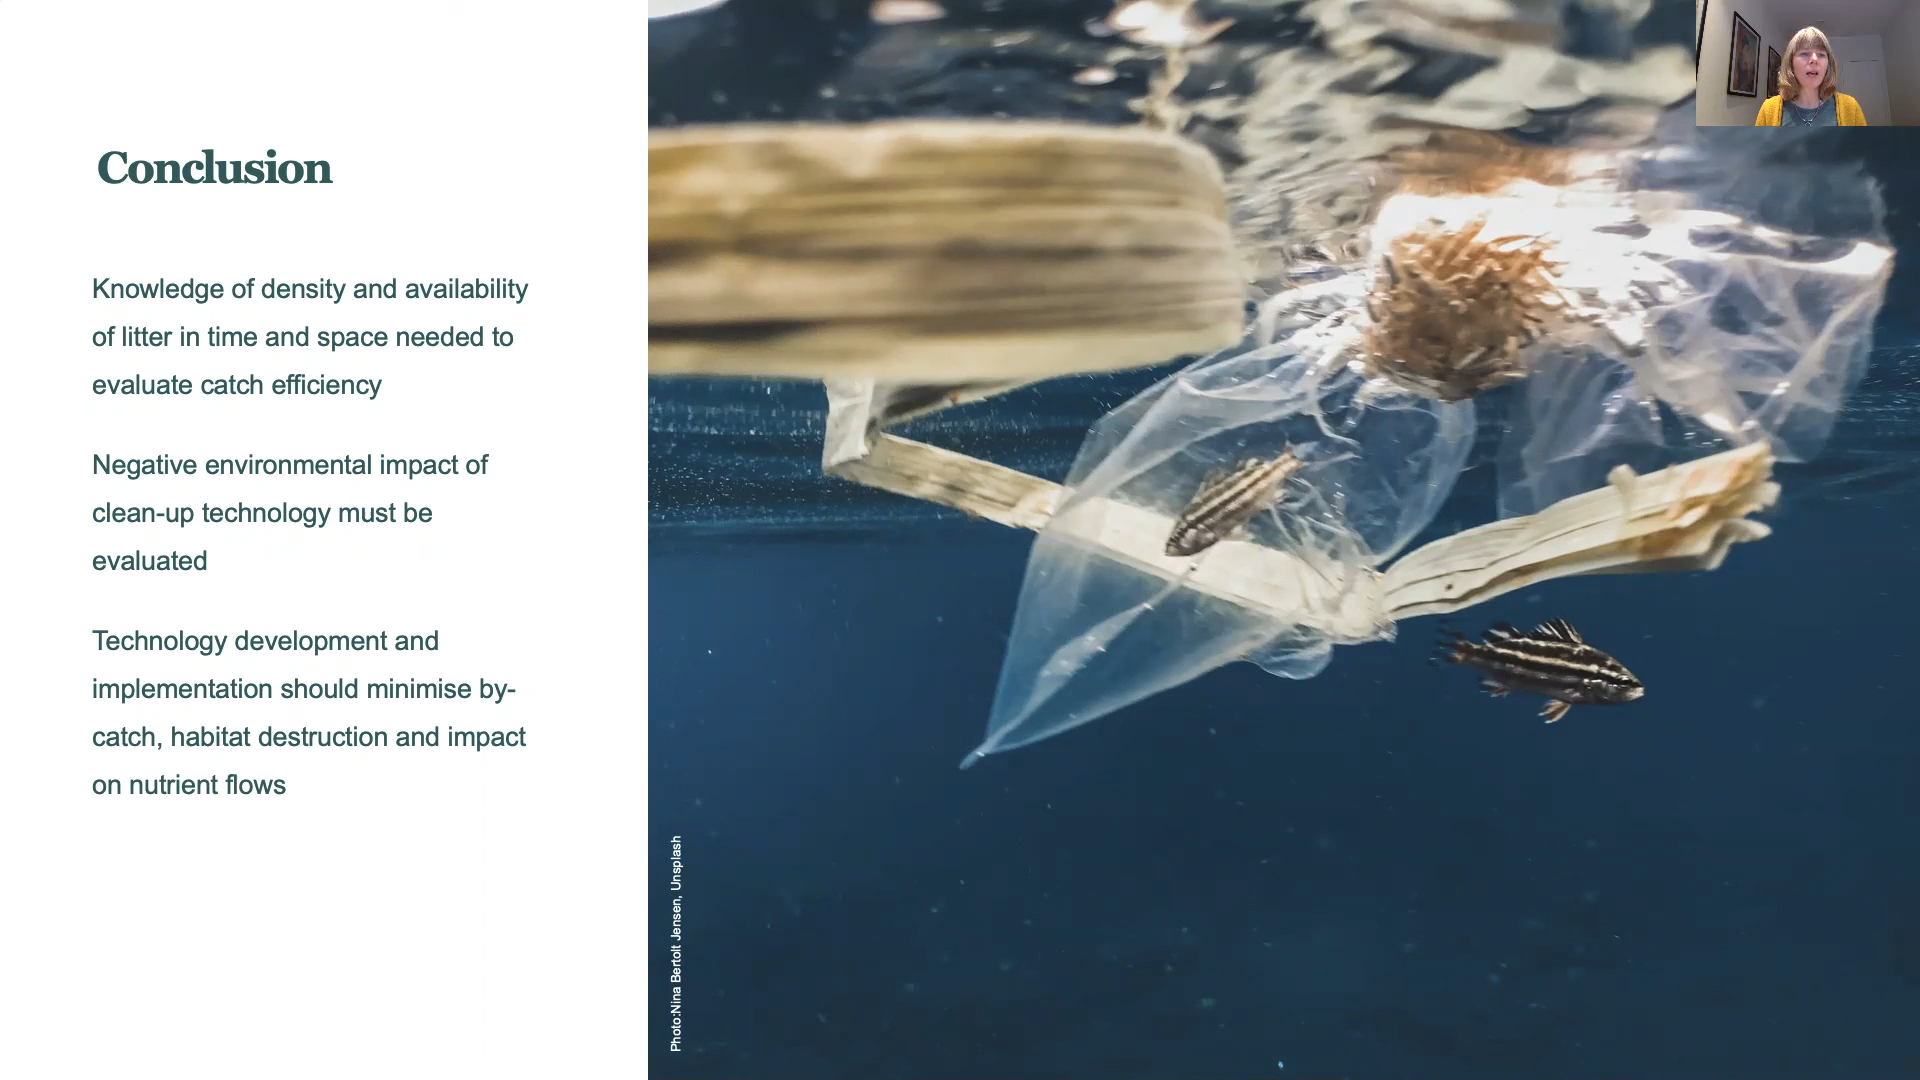 Conclusion
Knowledge of density and availability
of litter in time and space needed to
evaluate catch efficiency
Negative environmental impact of
clean-up technology must be
evaluated
Technology development and
implementation should minimise by-
catch, habitat destruction and impact
on nutrient flows
Photo:Nina Bertolt Jensen, Unsplash